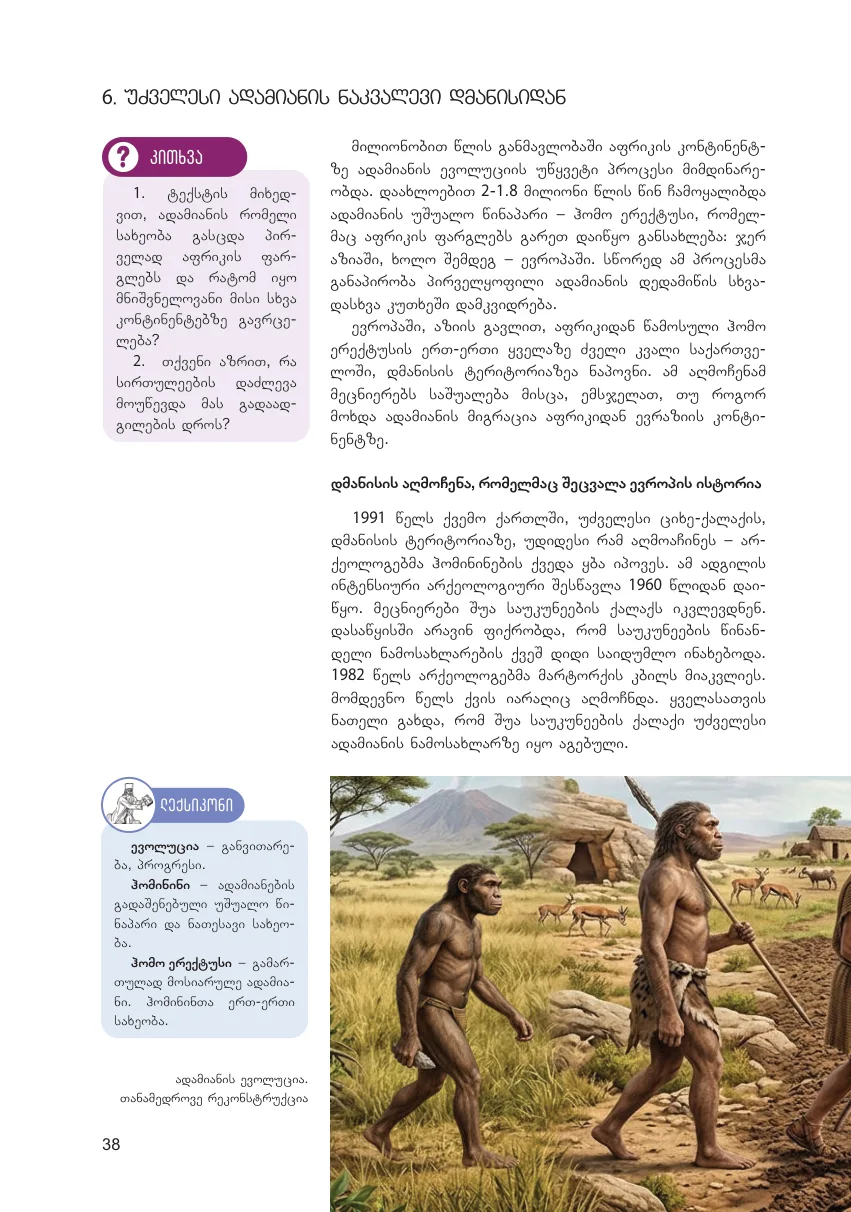 6. უძველესი ადამიანის ნაკვალევი დმანისიდან
კითხვა
1. ტექსტის მიხედ-
ვით, ადამიანის რომელი
სახეობა გასცდა პირ-
ველად აფრიკის ფარ-
გლებს და რატომ იყო
მნიშვნელოვანი მისი სხვა
კონტინენტებზე გავრცე-
ლება?
2. თქვენი აზრით, რა
სირთულეების დაძლევა
მოუწევდა მას გადაად-
გილების დროს?
მილიონობით წლის განმავლობაში აფრიკის კონტინენტ-
ზე ადამიანის ევოლუციის უწყვეტი პროცესი მიმდინარე-
ობდა. დაახლოებით 2-1.8 მილიონი წლის წინ ჩამოყალიბდა
ადამიანის უშუალო წინაპარი – ჰომო ერექტუსი, რომელ-
მაც აფრიკის ფარგლებს გარეთ დაიწყო განსახლება: ჯერ
აზიაში, ხოლო შემდეგ – ევროპაში. სწორედ ამ პროცესმა
განაპირობა პირველყოფილი ადამიანის დედამიწის სხვა-
დასხვა კუთხეში დამკვიდრება.
ევროპაში, აზიის გავლით, აფრიკიდან წამოსული ჰომო
ერექტუსის ერთ-ერთი ყველაზე ძველი კვალი საქართვე-
ლოში, დმანისის ტერიტორიაზეა ნაპოვნი. ამ აღმოჩენამ
მეცნიერებს საშუალება მისცა, ემსჯელათ, თუ როგორ
მოხდა ადამიანის მიგრაცია აფრიკიდან ევრაზიის კონტი-
ნენტზე.
დმანისის აღმოჩენა, რომელმაც შეცვალა ევროპის ისტორია
1991 წელს ქვემო ქართლში, უძველესი ციხე-ქალაქის,
დმანისის ტერიტორიაზე, უდიდესი რამ აღმოაჩინეს – არ-
ქეოლოგებმა ჰომინინების ქვედა ყბა იპოვეს. ამ ადგილის
ინტენსიური არქეოლოგიური შესწავლა 1960 წლიდან დაი-
წყო. მეცნიერები შუა საუკუნეების ქალაქს იკვლევდნენ.
დასაწყისში არავინ ფიქრობდა, რომ საუკუნეების წინან-
დელი ნამოსახლარების ქვეშ დიდი საიდუმლო ინახებოდა.
1982 წელს არქეოლოგებმა მარტორქის კბილს მიაკვლიეს.
მომდევნო წელს ქვის იარაღიც აღმოჩნდა. ყველასათვის
ნათელი გახდა, რომ შუა საუკუნეების ქალაქი უძველესი
ადამიანის ნამოსახლარზე იყო აგებული.
ლექსიკონი
ევოლუცია – განვითარე-
ბა, პროგრესი.
ჰომინინი – ადამიანების
გადაშენებული უშუალო წი-
ნაპარი და ნათესავი სახეო-
ბა.
ჰომო ერექტუსი – გამარ-
თულად მოსიარულე ადამია-
ნი. ჰომინინთა ერთ-ერთი
სახეობა.
ადამიანის ევოლუცია.
თანამედროვე რეკონსტრუქცია
38